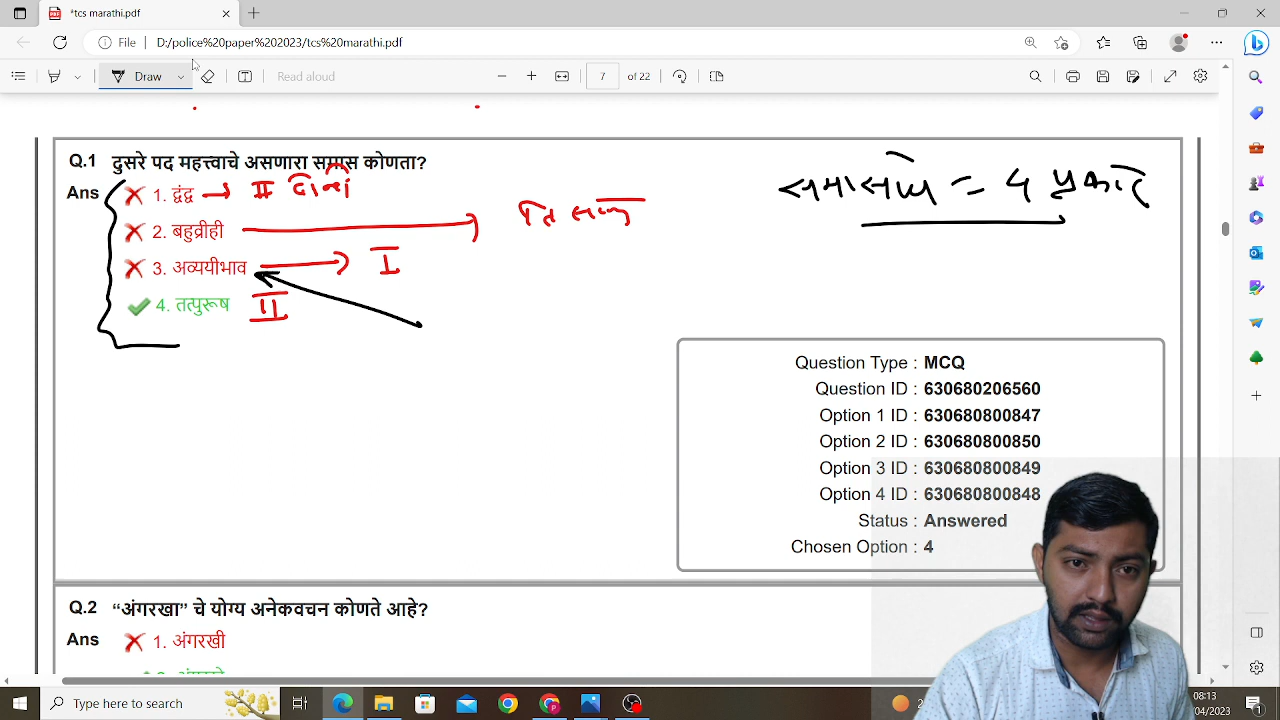 *tcs marathi.pdf
File D:/police%20paper%202023/tcs%20marathi.pdf
Draw Read aloud 7 of 22
Q.1 दुसरे पद महत्त्वाचे असणारा समास कोणता?
Ans 1. द्वंद्व II दोन्ही
2. बहुव्रीही
3. अव्ययीभाव I
4. तत्पुरूष II
= 4 प्रकार
Question Type : MCQ
Question ID : 630680206560
Option 1 ID : 630680800847
Option 2 ID : 630680800850
Option 3 ID : 630680800849
Option 4 ID : 630680800848
Status : Answered
Chosen Option : 4
Q.2 “अंगरखा” चे योग्य अनेकवचन कोणते आहे?
Ans 1. अंगरखी
Type here to search
08:13
04/2023